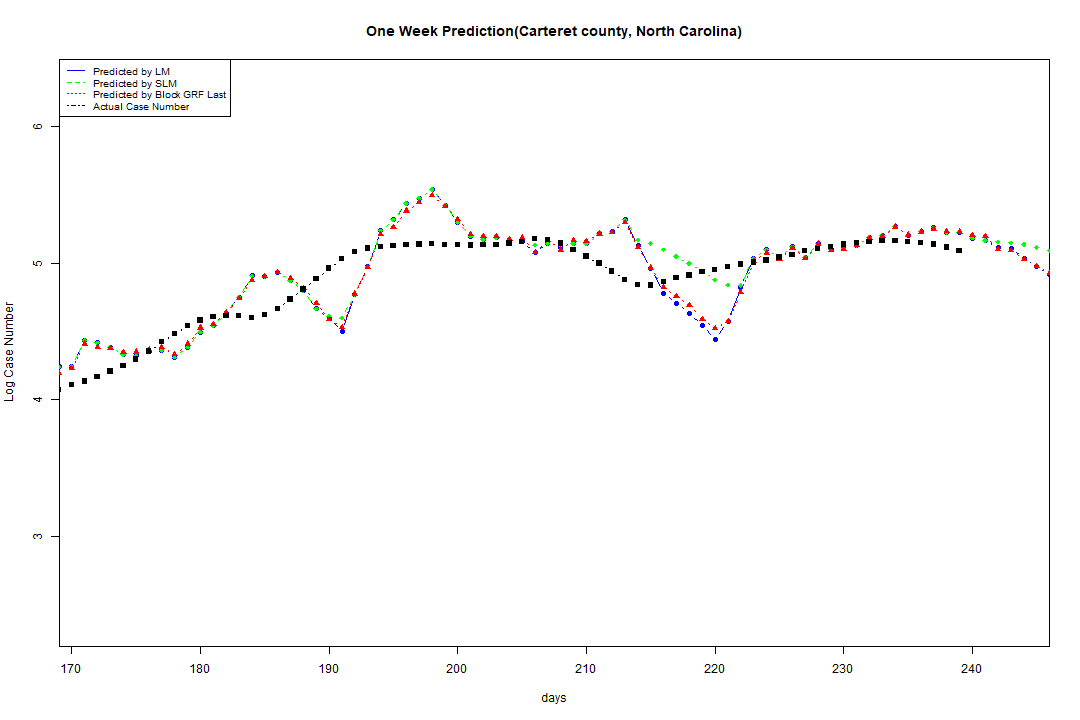 One Week Prediction(Carteret county, North Carolina)
Predicted by LM
Predicted by SLM
Predicted by Block GRF Last
Actual Case Number
6
5
4
3
Log Case Number
170 180 190 200 210 220 230 240
days